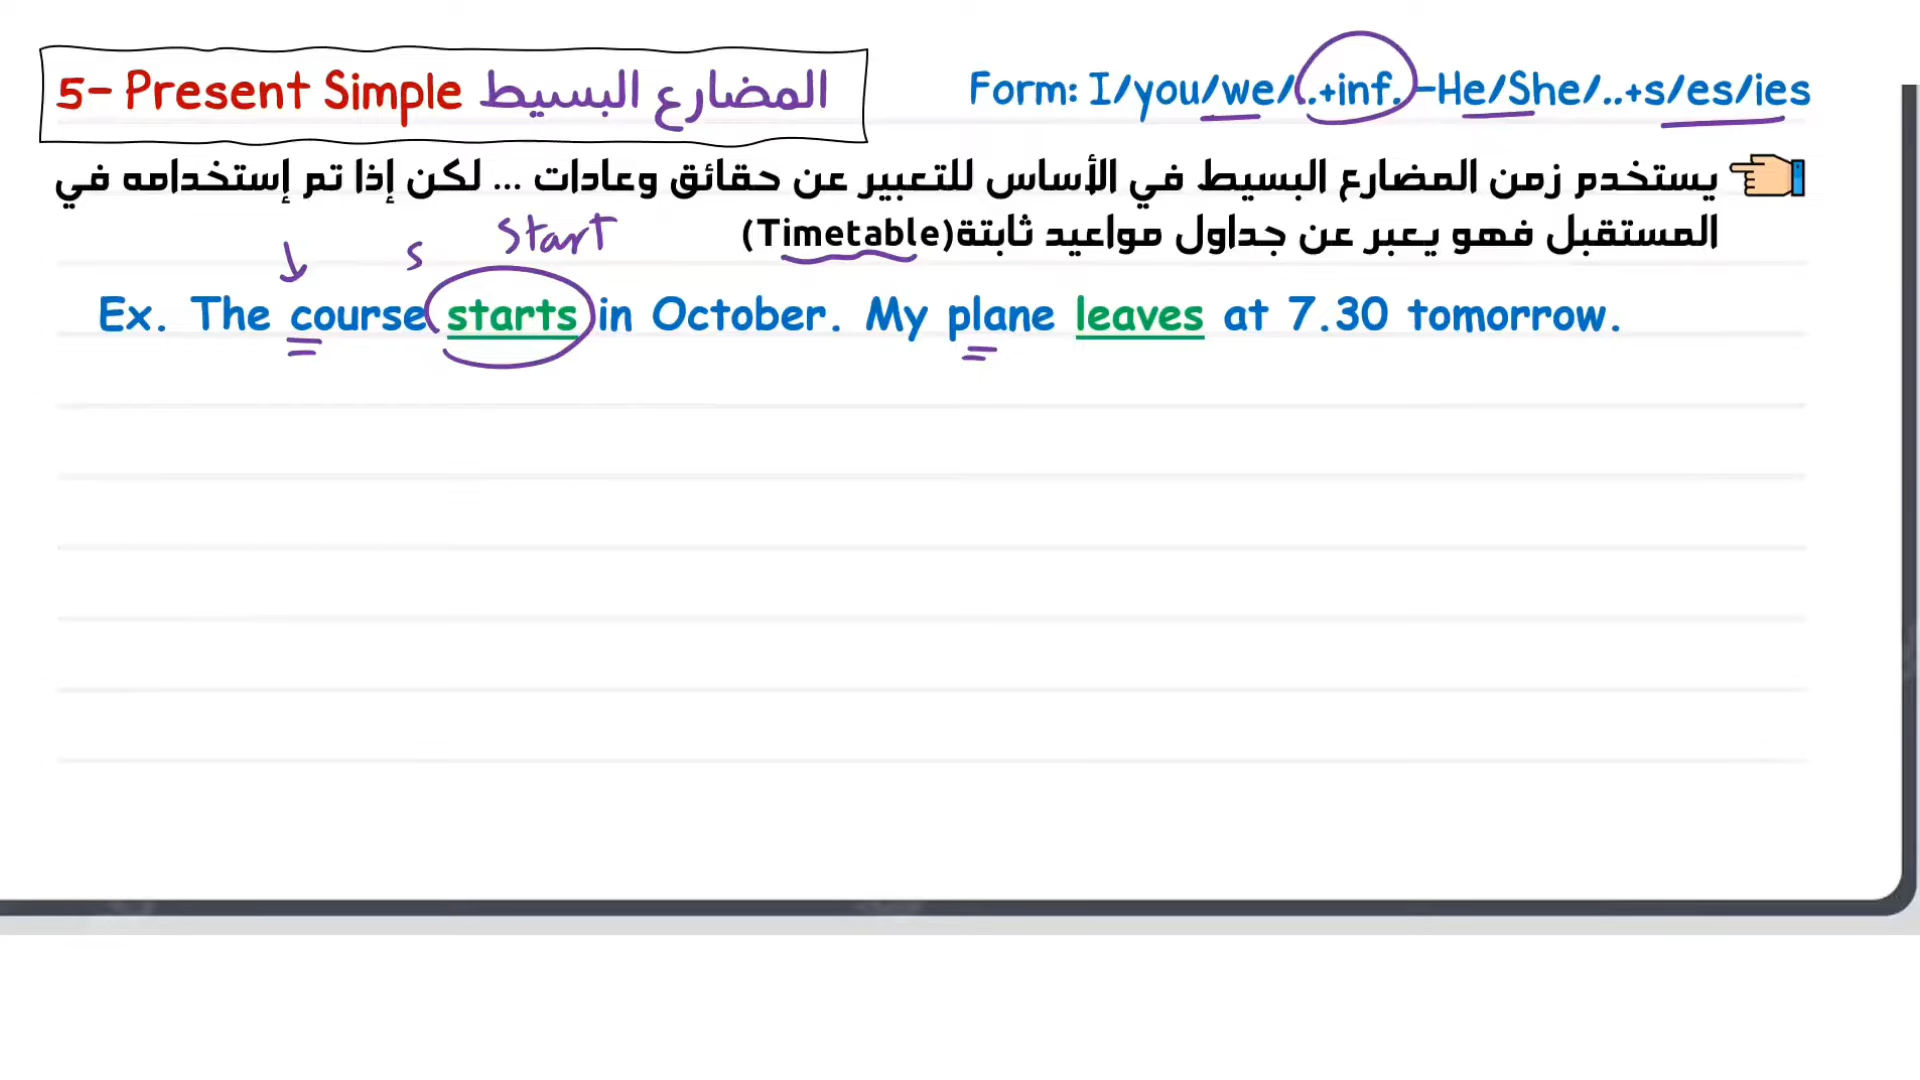 5- Present Simple المضارع البسيط
Form: I/you/we/..+inf.-He/She/..+s/es/ies
يستخدم زمن المضارع البسيط في الأساس للتعبير عن حقائق وعادات ... لكن إذا تم إستخدامه في
المستقبل فهو يعبر عن جداول مواعيد ثابتة(Timetable)
s start
Ex. The course starts in October. My plane leaves at 7.30 tomorrow.